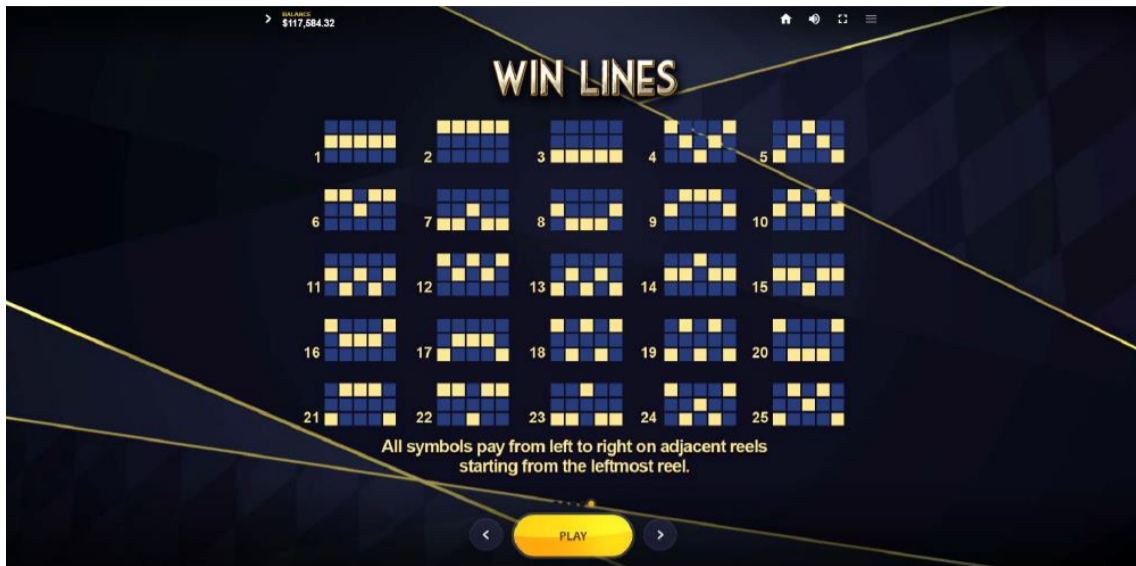 BALANCE
$117,584.32
WIN LINES
1 2 3 4 5
6 7 8 9 10
11 12 13 14 15
16 17 18 19 20
21 22 23 24 25
All symbols pay from left to right on adjacent reels
starting from the leftmost reel.
PLAY